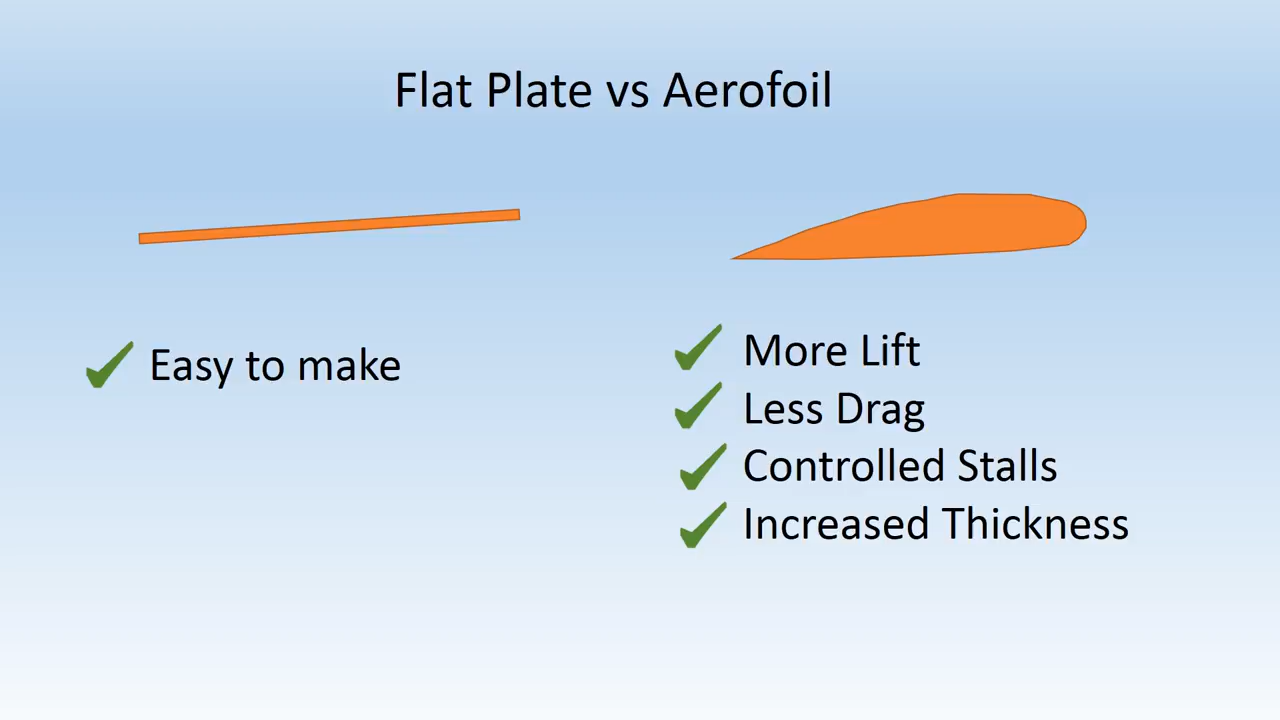 Flat Plate vs Aerofoil
Easy to make
More Lift
Less Drag
Controlled Stalls
Increased Thickness